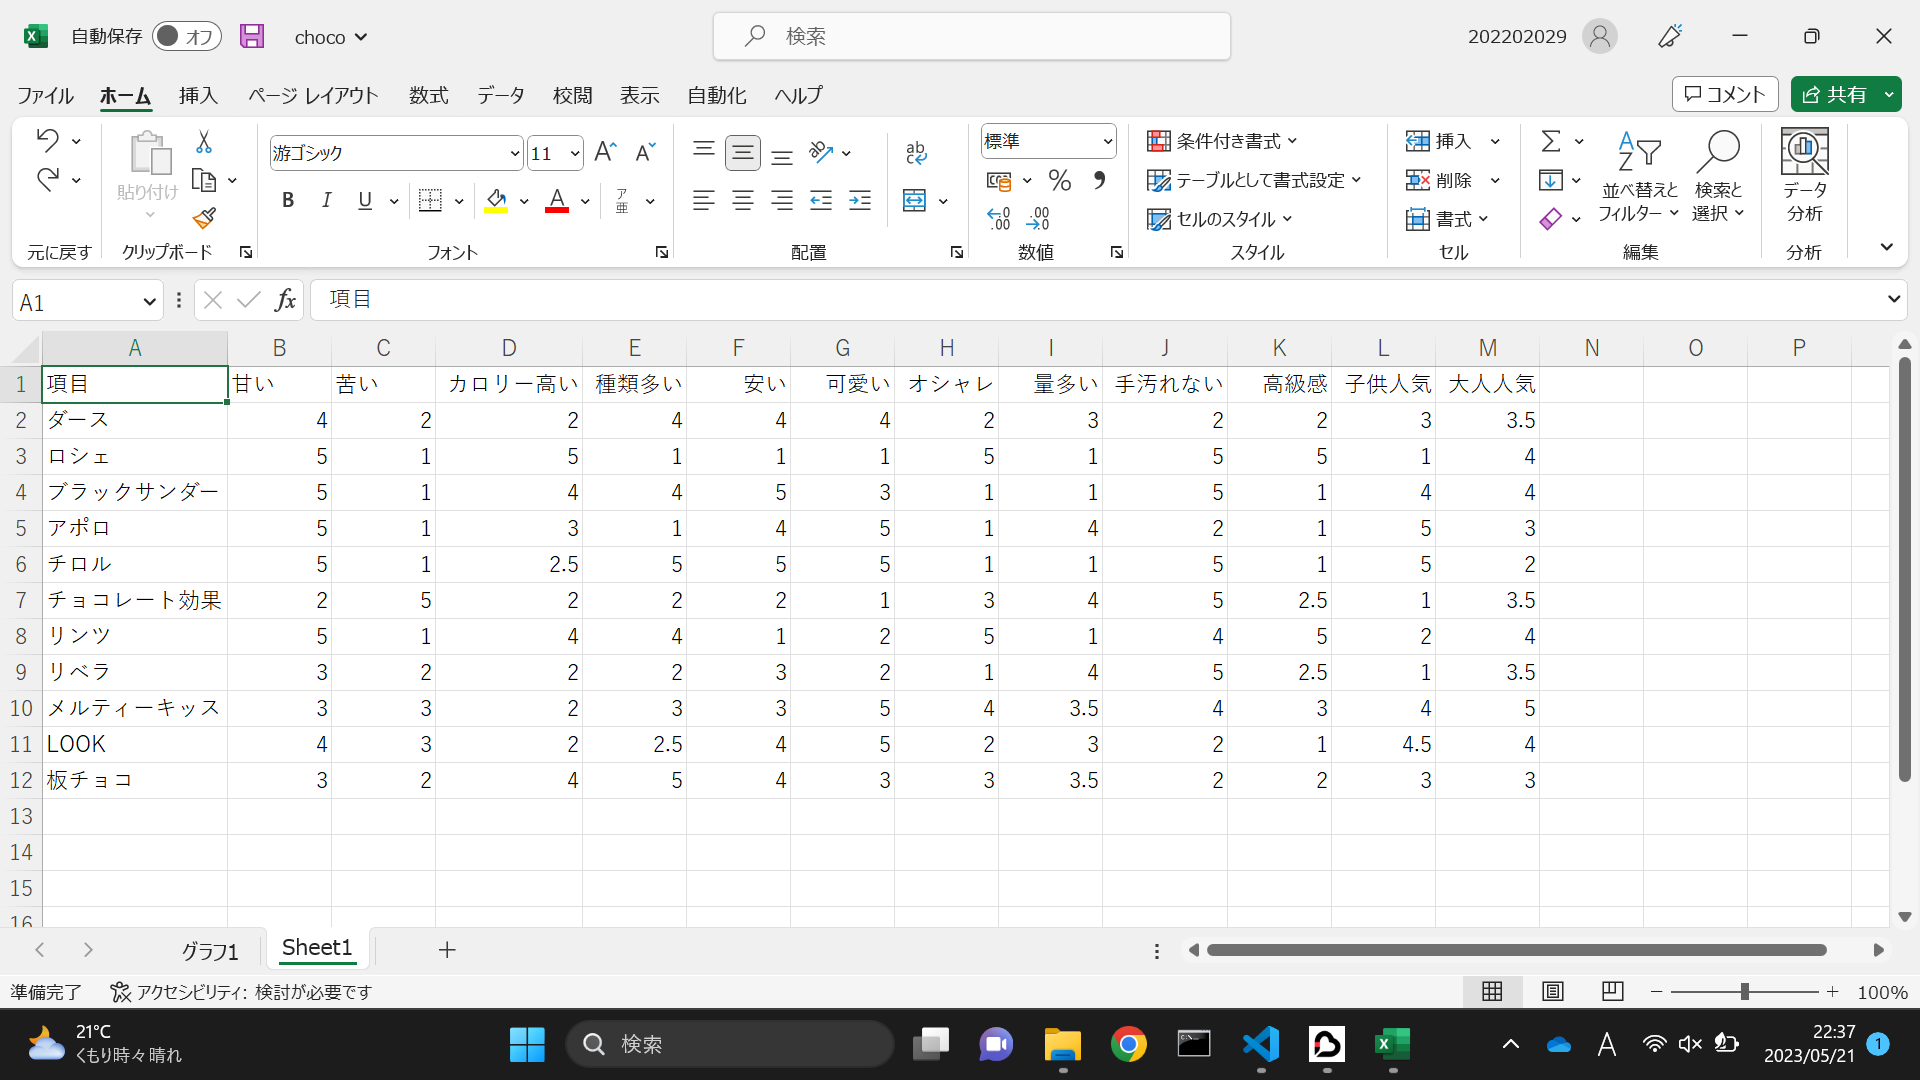 自動保存 オフ choco 検索 202202029
ファイル ホーム 挿入 ページ レイアウト 数式 データ 校閲 表示 自動化 ヘルプ コメント 共有
元に戻す
貼り付け
クリップボード
游ゴシック 11
B I U A ア亜
フォント
ab
配置
標準
% 9 .0 .00
数値
条件付き書式
テーブルとして書式設定
セルのスタイル
スタイル
挿入
削除
書式
セル
Σ
並べ替えと
フィルター
検索と
選択
編集
データ
分析
分析
A1 fx 項目
A B C D E F G H I J K L M N O P
1 項目 甘い 苦い カロリー高い 種類多い 安い 可愛い オシャレ 量多い 手汚れない 高級感 子供人気 大人人気
2 ダース 4 2 2 4 4 4 2 3 2 2 3 3.5
3 ロシェ 5 1 5 1 1 1 5 1 5 5 1 4
4 ブラックサンダー 5 1 4 4 5 3 1 1 5 1 4 4
5 アポロ 5 1 3 1 4 5 1 4 2 1 5 3
6 チロル 5 1 2.5 5 5 5 1 1 5 1 5 2
7 チョコレート効果 2 5 2 2 2 1 3 4 5 2.5 1 3.5
8 リンツ 5 1 4 4 1 2 5 1 4 5 2 4
9 リベラ 3 2 2 2 3 2 1 4 5 2.5 1 3.5
10 メルティーキッス 3 3 2 3 3 5 4 3.5 4 3 4 5
11 LOOK 4 3 2 2.5 4 5 2 3 2 1 4.5 4
12 板チョコ 3 2 4 5 4 3 3 3.5 2 2 3 3
13
14
15
16
グラフ1 Sheet1
準備完了 アクセシビリティ: 検討が必要です 100%
21°C
くもり時々晴れ
検索
A
22:37
2023/05/21
1